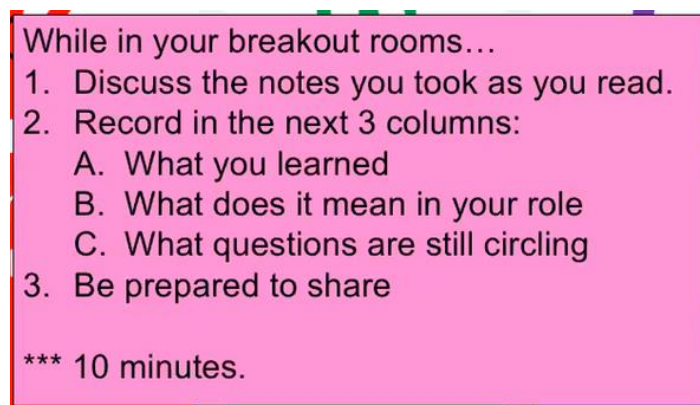 While in your breakout rooms…
1. Discuss the notes you took as you read.
2. Record in the next 3 columns:
A. What you learned
B. What does it mean in your role
C. What questions are still circling
3. Be prepared to share
*** 10 minutes.